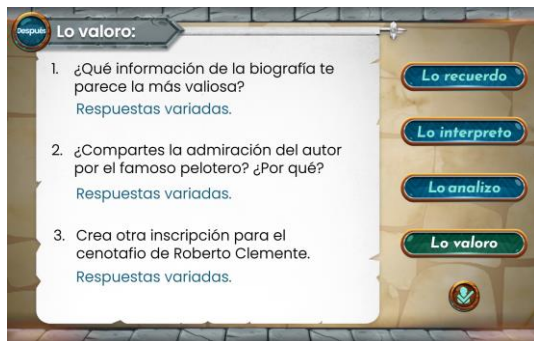 Después
Lo valoro:
1. ¿Qué información de la biografía te
parece la más valiosa?
Respuestas variadas.
2. ¿Compartes la admiración del autor
por el famoso pelotero? ¿Por qué?
Respuestas variadas.
3. Crea otra inscripción para el
cenotafio de Roberto Clemente.
Respuestas variadas.
Lo recuerdo
Lo interpreto
Lo analizo
Lo valoro